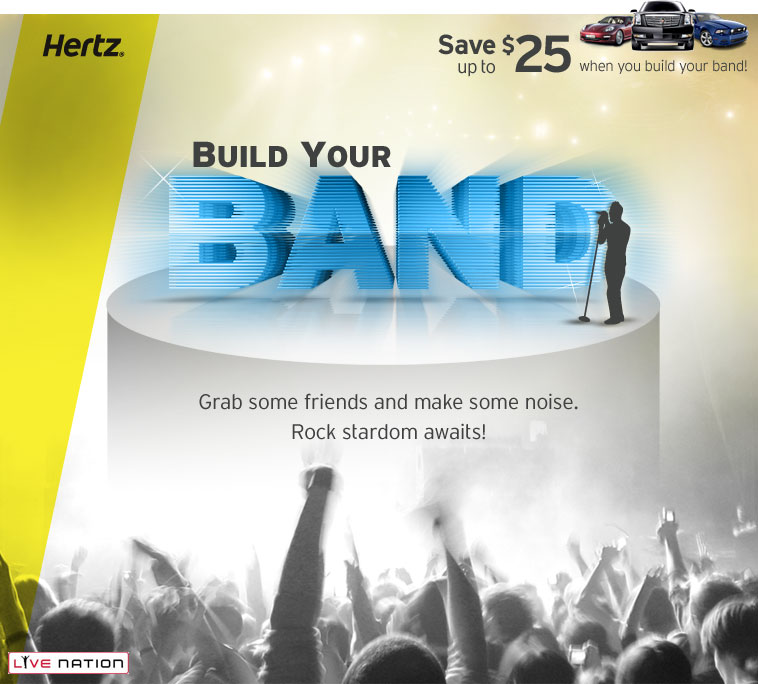 Hertz®
Save up to $25 when you build your band!
BUILD YOUR
BAND
Grab some friends and make some noise.
Rock stardom awaits!
LIVE NATION